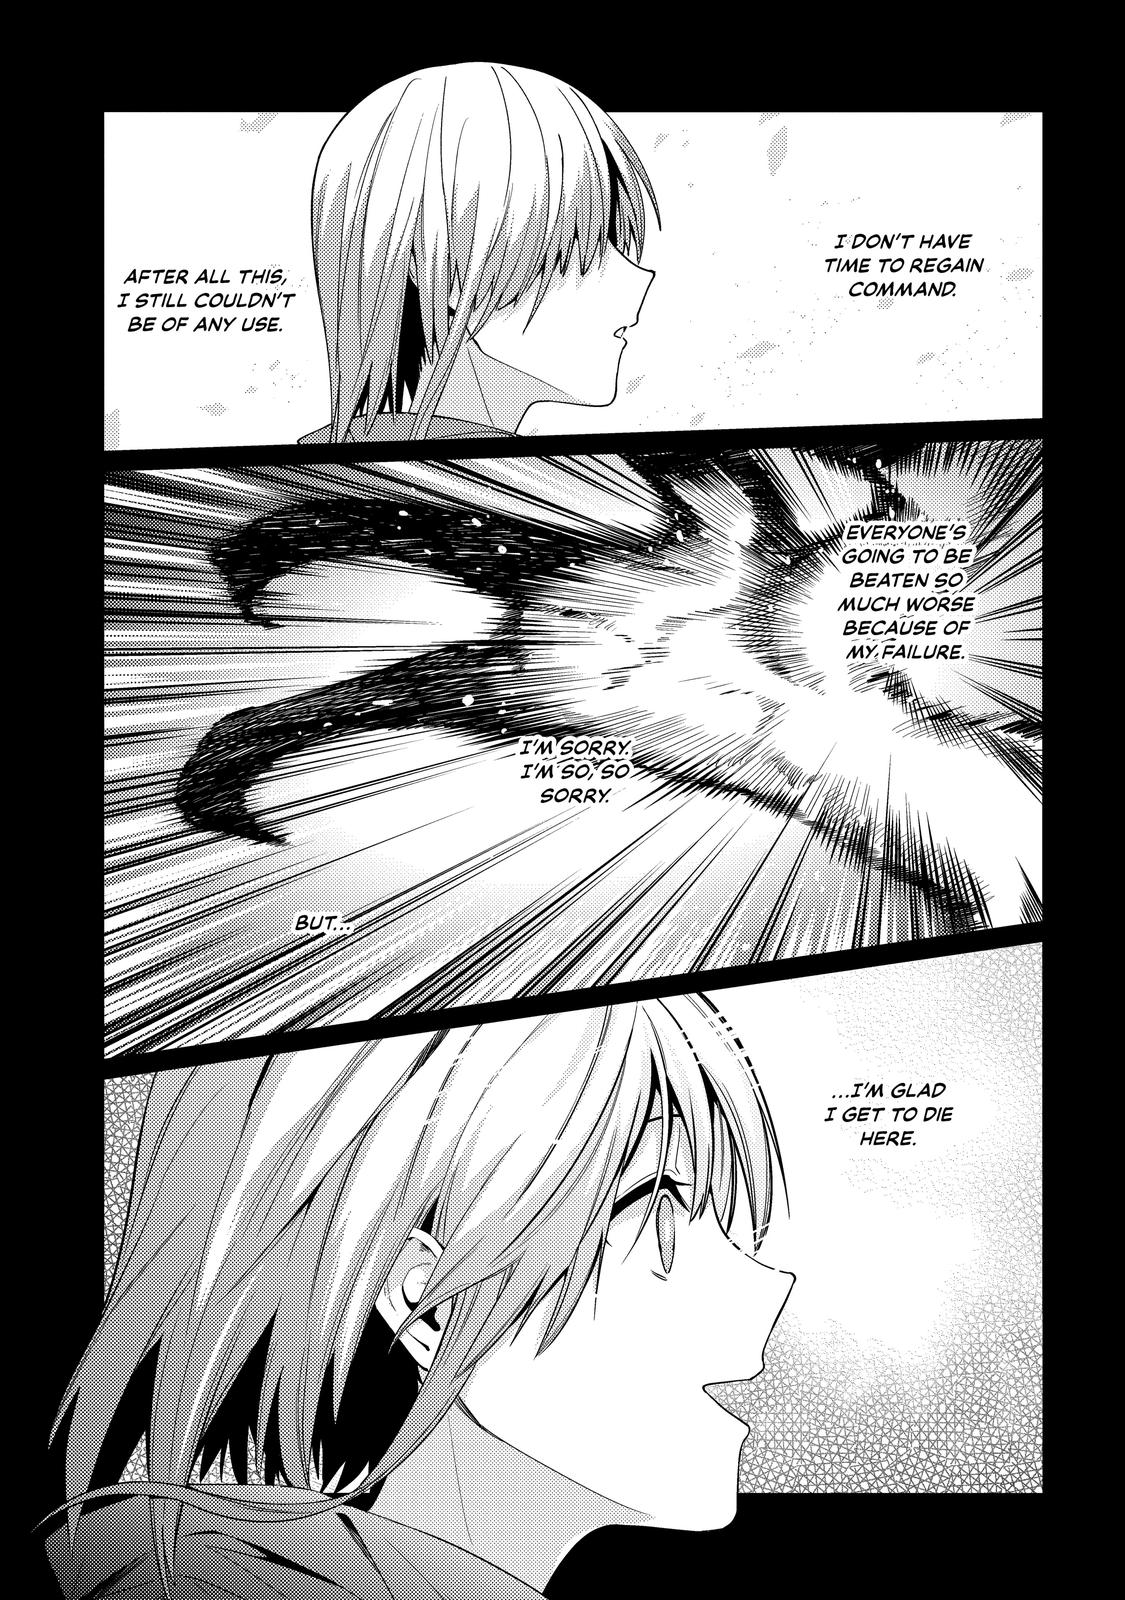 I DON'T HAVE
TIME TO REGAIN
COMMAND.
AFTER ALL THIS,
I STILL COULDN'T
BE OF ANY USE.
EVERYONE'S
GOING TO BE
BEATEN SO
MUCH WORSE
BECAUSE OF
MY FAILURE.
I'M SORRY.
I'M SO, SO
SORRY.
BUT...
...I'M GLAD
I GET TO DIE
HERE.